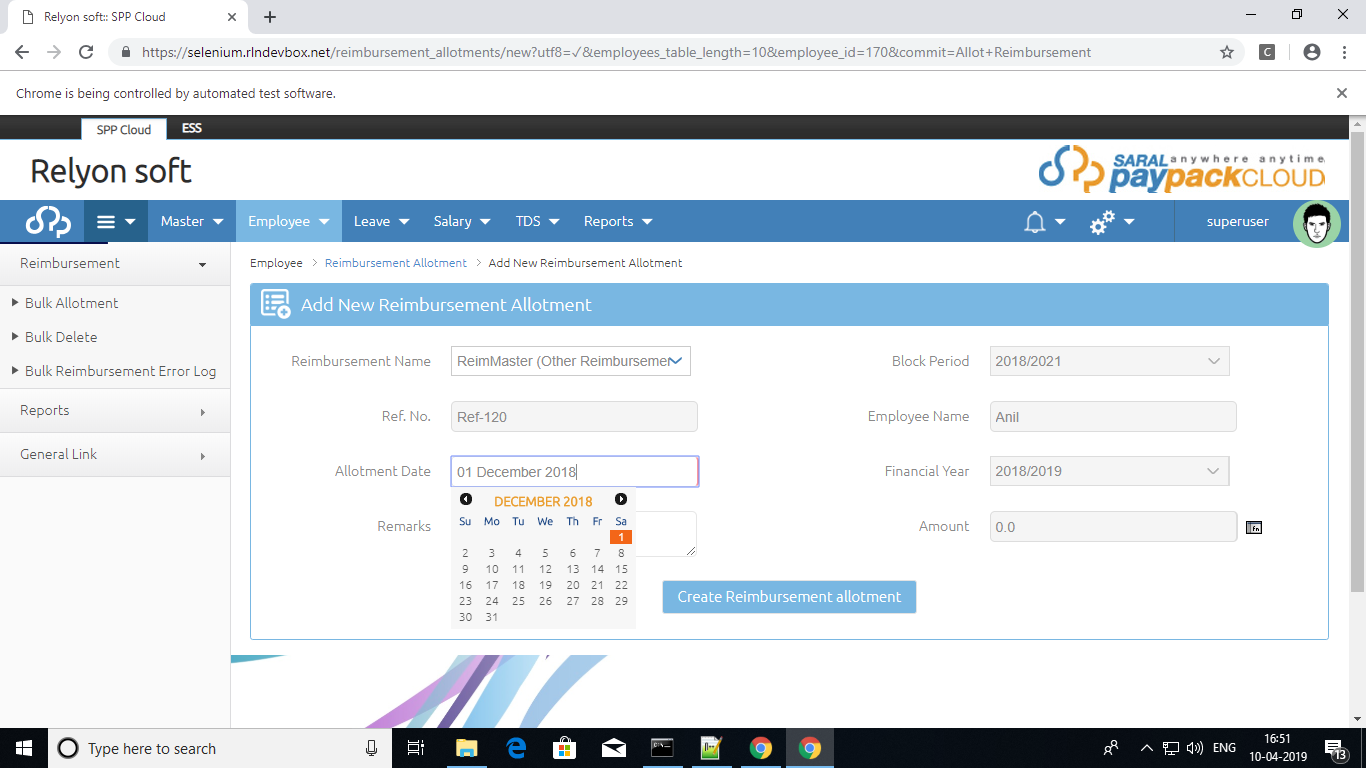 Relyon soft:: SPP Cloud
https://selenium.rlndevbox.net/reimbursement_allotments/new?utf8=✓&employees_table_length=10&employee_id=170&commit=Allot+Reimbursement
C
Chrome is being controlled by automated test software.
SPP Cloud ESS
Relyon soft
SARAL anywhere anytime
paypackCLOUD
Master Employee Leave Salary TDS Reports superuser
Reimbursement
Bulk Allotment
Bulk Delete
Bulk Reimbursement Error Log
Reports
General Link
Employee > Reimbursement Allotment > Add New Reimbursement Allotment
Add New Reimbursement Allotment
Reimbursement Name ReimMaster (Other Reimbursemer Block Period 2018/2021
Ref. No. Ref-120 Employee Name Anil
Allotment Date 01 December 2018 Financial Year 2018/2019
Remarks Amount 0.0 fn
DECEMBER 2018
Su Mo Tu We Th Fr Sa
1
2 3 4 5 6 7 8
9 10 11 12 13 14 15
16 17 18 19 20 21 22
23 24 25 26 27 28 29
30 31
Create Reimbursement allotment
Type here to search
ENG
16:51
10-04-2019
13